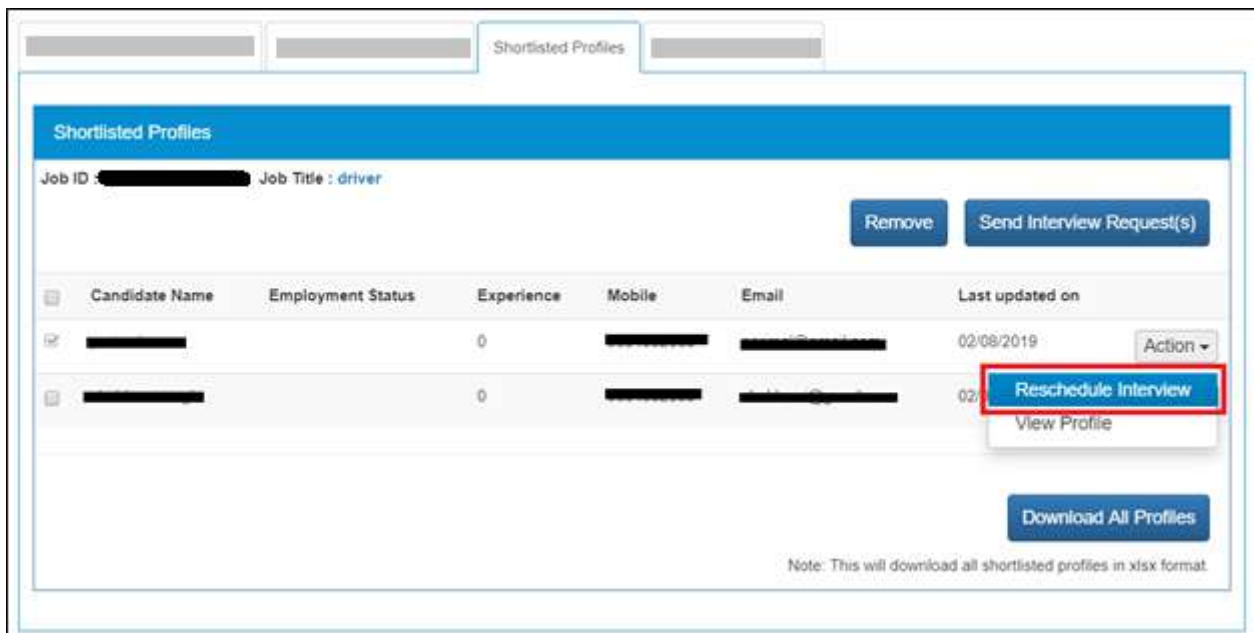 Shortlisted Profiles
Shortlisted Profiles
Job ID : Job Title : driver
Remove Send Interview Request(s)
Candidate Name Employment Status Experience Mobile Email Last updated on
0 02/08/2019 Action
0 02/
Reschedule Interview
View Profile
Download All Profiles
Note: This will download all shortlisted profiles in xlsx format.